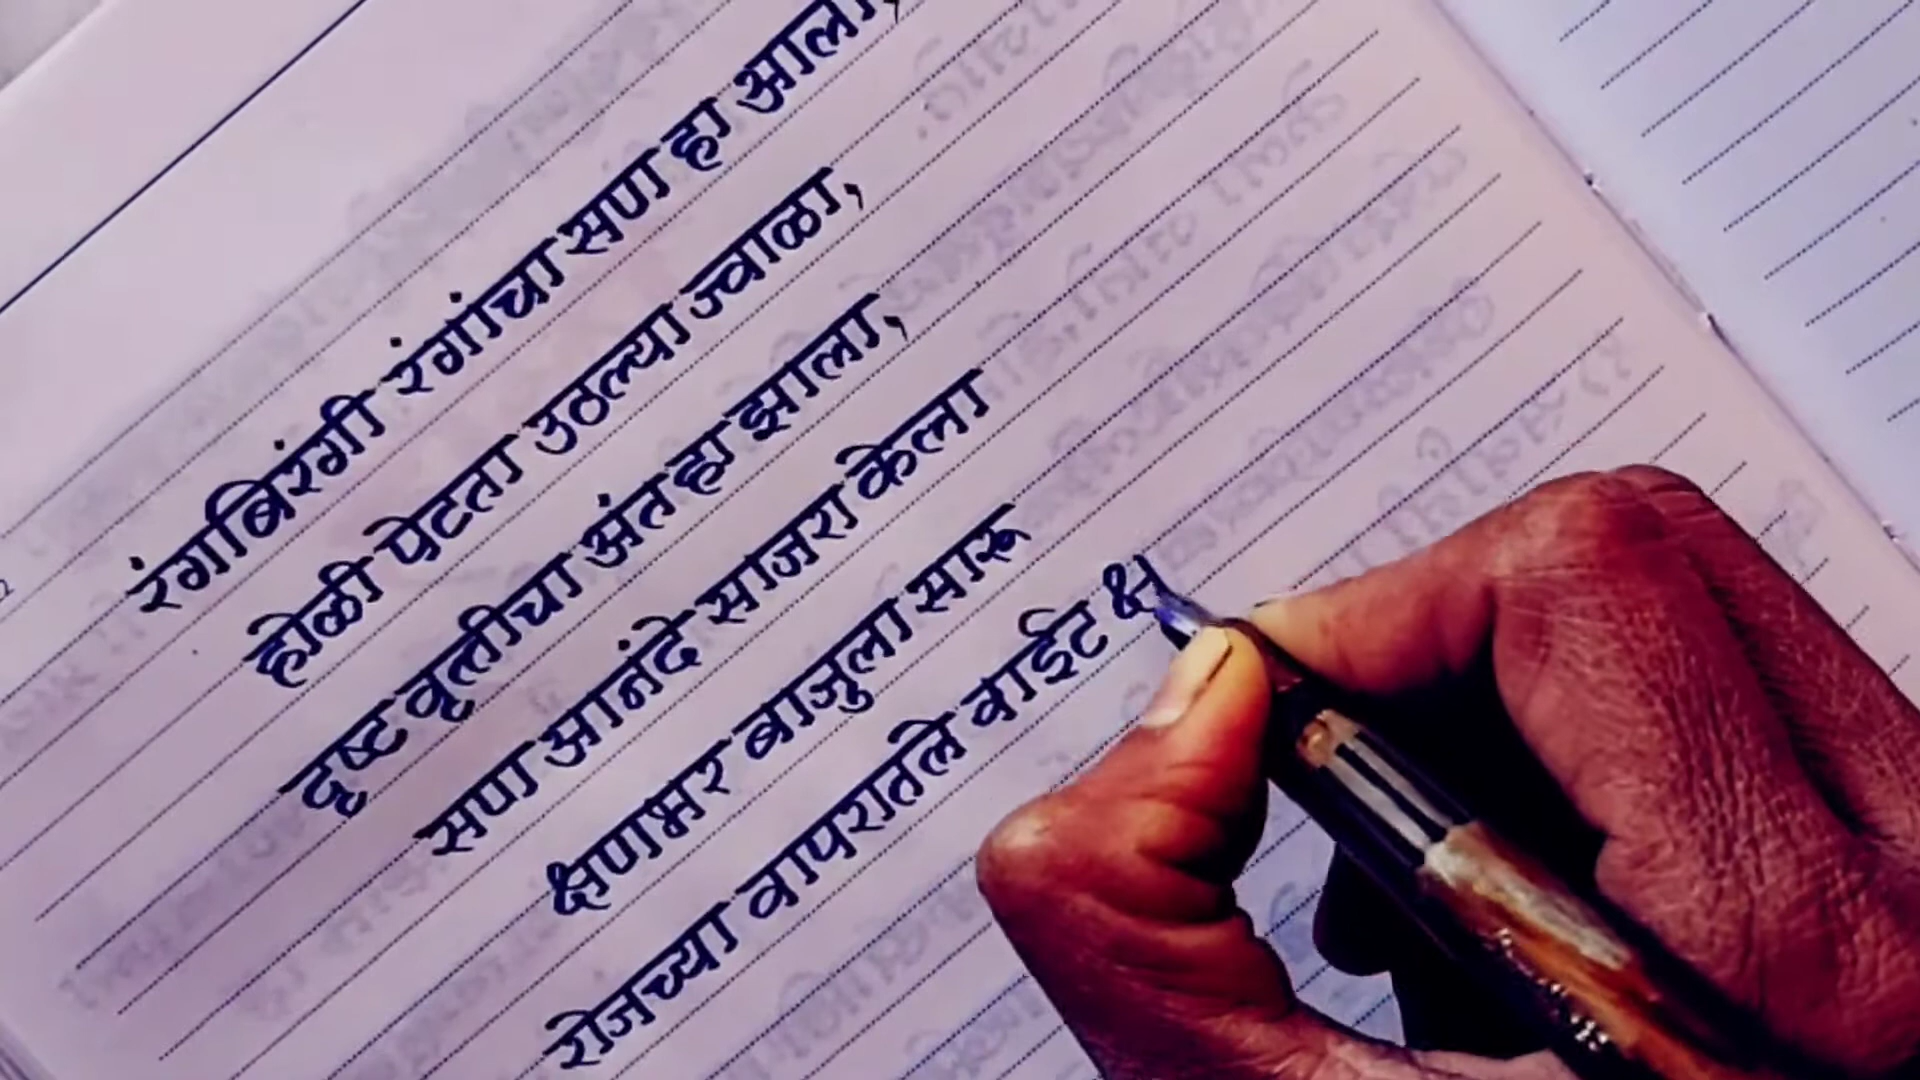 रंगबिरंगी रंगांचा सण हा आला,
होळी पेटता उठल्या ज्वाळा,
दृष्ट वृत्तीचा अंत हा झाला,
सण आनंदे साजरा केला
क्षणभर बाजुला सारू
रोजच्या वापरातले वाईट क्ष